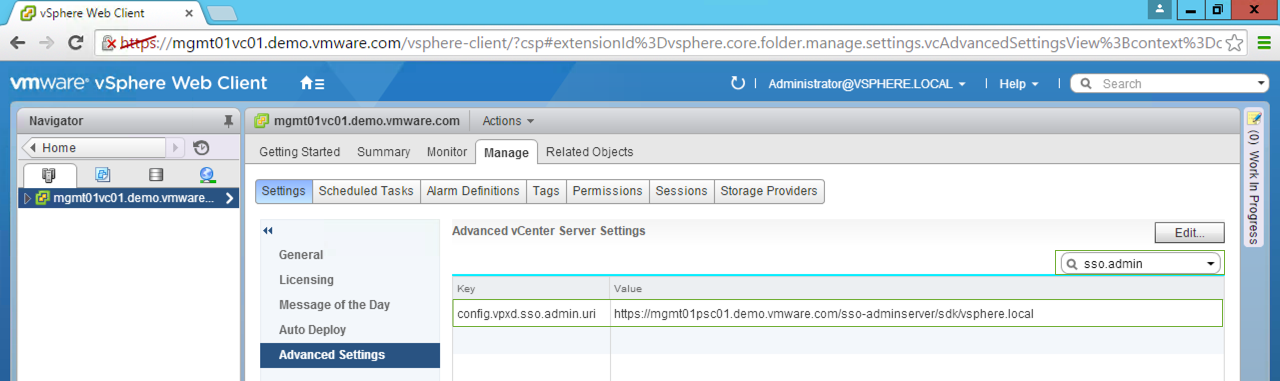 vSphere Web Client
https://mgmt01vc01.demo.vmware.com/vsphere-client/?csp#extensionId%3Dvsphere.core.folder.manage.settings.vcAdvancedSettingsView%3Bcontext%3Dc
vmware® vSphere Web Client
Administrator@VSPHERE.LOCAL
Help
Search
Navigator
mgmt01vc01.demo.vmware.com
Actions
Home
Getting Started Summary Monitor Manage Related Objects
mgmt01vc01.demo.vmware...
Settings Scheduled Tasks Alarm Definitions Tags Permissions Sessions Storage Providers
Advanced vCenter Server Settings
Edit...
General
Licensing
Message of the Day
Auto Deploy
Advanced Settings
sso.admin
Key Value
config.vpxd.sso.admin.uri https://mgmt01psc01.demo.vmware.com/sso-adminserver/sdk/vsphere.local
(0) Work In Progress